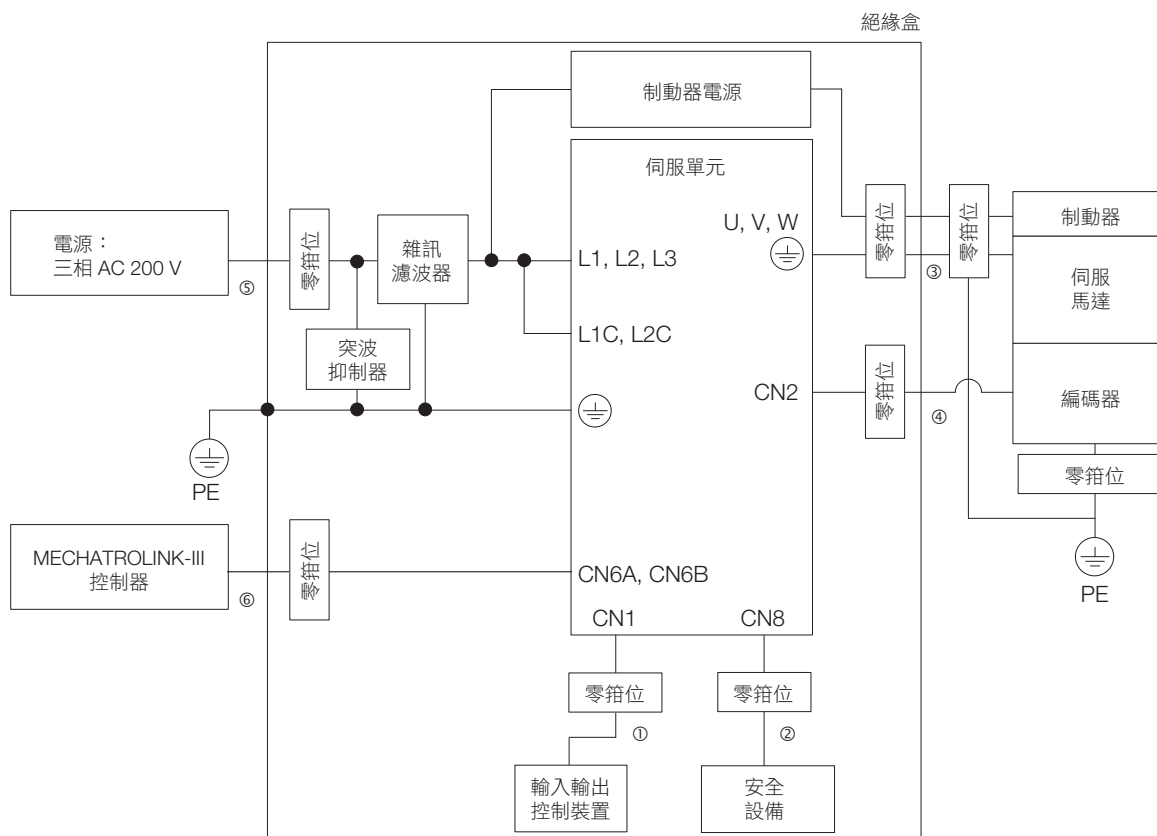 絕緣盒
制動器電源
伺服單元
電源：
三相 AC 200 V
⑤
零箝位
雜訊
濾波器
突波
抑制器
L1, L2, L3
L1C, L2C
U, V, W
零箝位
零箝位
③
零箝位
制動器
伺服
馬達
CN2
零箝位
④
編碼器
零箝位
PE
PE
MECHATROLINK-III
控制器
⑥
零箝位
CN6A, CN6B
CN1
CN8
零箝位
零箝位
①
②
輸入輸出
控制裝置
安全
設備